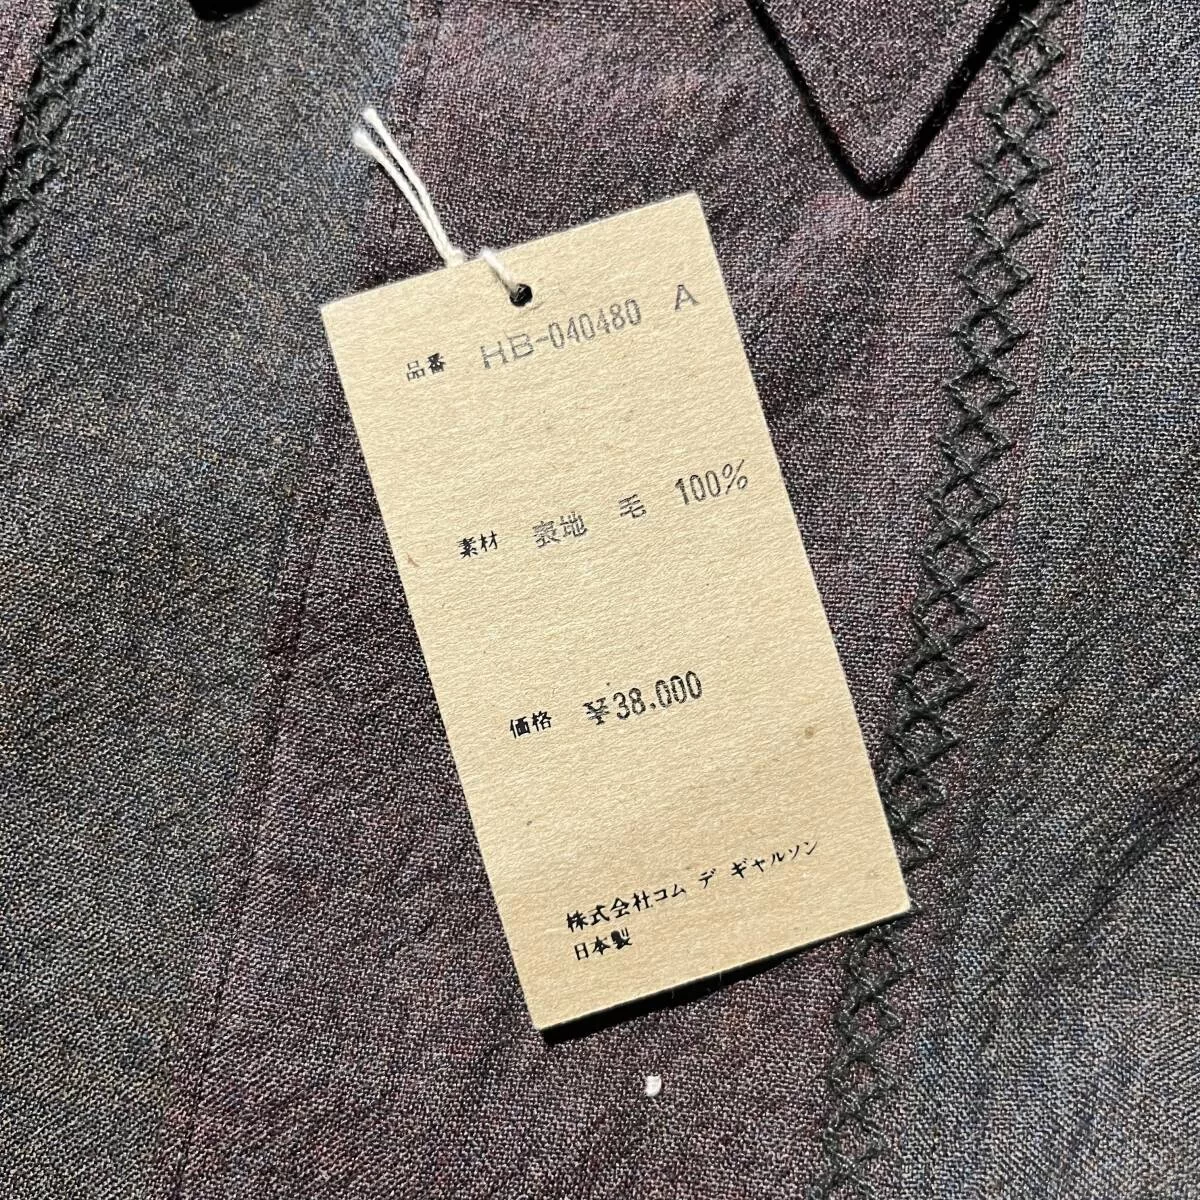 品番 HB-040480 A
素材 表地 毛 100%
価格 ¥38.000
株式会社コム デ ギャルソン
日本製